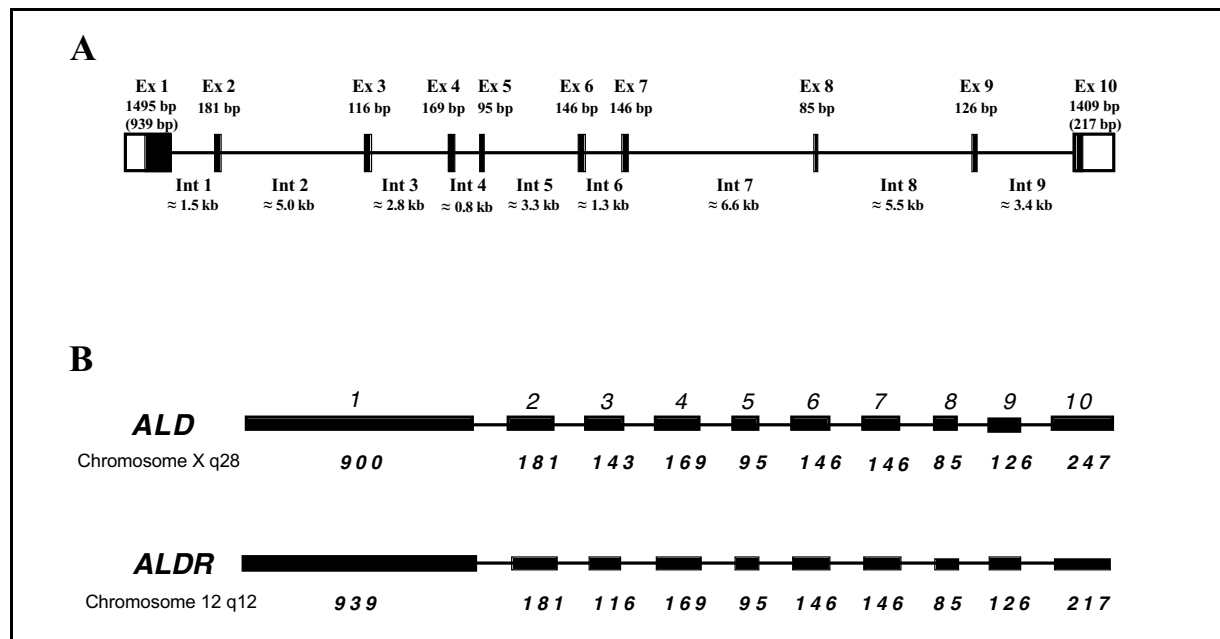 A
Ex 1 Ex 2 Ex 3 Ex 4 Ex 5 Ex 6 Ex 7 Ex 8 Ex 9 Ex 10
1495 bp 181 bp 116 bp 169 bp 95 bp 146 bp 146 bp 85 bp 126 bp 1409 bp
(939 bp) (217 bp)
Int 1 Int 2 Int 3 Int 4 Int 5 Int 6 Int 7 Int 8 Int 9
≈ 1.5 kb ≈ 5.0 kb ≈ 2.8 kb ≈ 0.8 kb ≈ 3.3 kb ≈ 1.3 kb ≈ 6.6 kb ≈ 5.5 kb ≈ 3.4 kb
B
1 2 3 4 5 6 7 8 9 10
ALD
Chromosome X q28 900 181 143 169 95 146 146 85 126 247
ALDR
Chromosome 12 q12 939 181 116 169 95 146 146 85 126 217